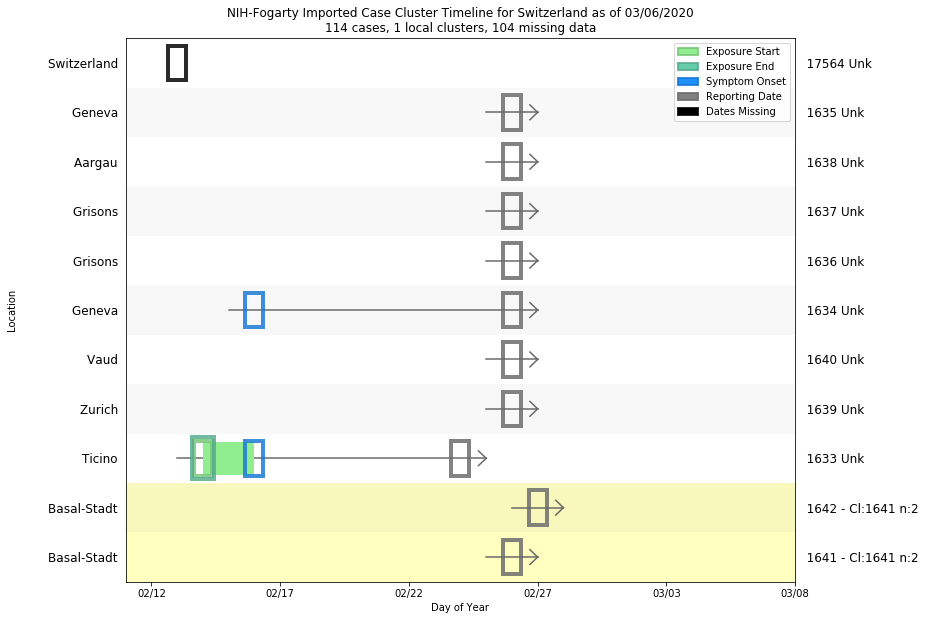 NIH-Fogarty Imported Case Cluster Timeline for Switzerland as of 03/06/2020
114 cases, 1 local clusters, 104 missing data
Exposure Start
Exposure End
Symptom Onset
Reporting Date
Dates Missing
Switzerland 17564 Unk
Geneva 1635 Unk
Aargau 1638 Unk
Grisons 1637 Unk
Grisons 1636 Unk
Geneva 1634 Unk
Vaud 1640 Unk
Zurich 1639 Unk
Ticino 1633 Unk
Basal-Stadt 1642 - Cl:1641 n:2
Basal-Stadt 1641 - Cl:1641 n:2
Location
02/12 02/17 02/22 02/27 03/03 03/08
Day of Year